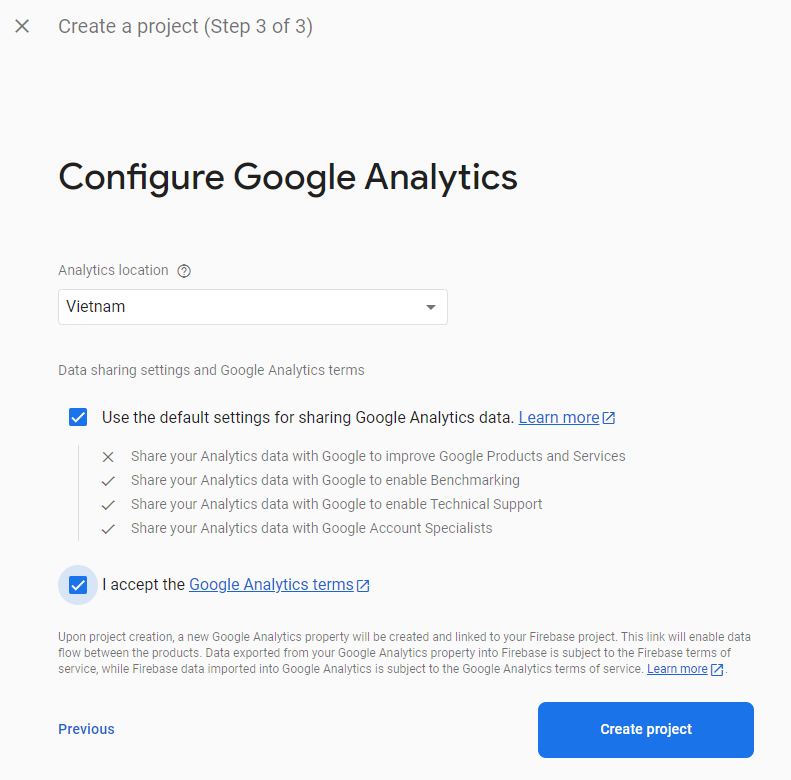 Create a project (Step 3 of 3)
Configure Google Analytics
Analytics location
Vietnam
Data sharing settings and Google Analytics terms
Use the default settings for sharing Google Analytics data. Learn more
Share your Analytics data with Google to improve Google Products and Services
Share your Analytics data with Google to enable Benchmarking
Share your Analytics data with Google to enable Technical Support
Share your Analytics data with Google Account Specialists
I accept the Google Analytics terms
Upon project creation, a new Google Analytics property will be created and linked to your Firebase project. This link will enable data
flow between the products. Data exported from your Google Analytics property into Firebase is subject to the Firebase terms of
service, while Firebase data imported into Google Analytics is subject to the Google Analytics terms of service. Learn more.
Previous
Create project